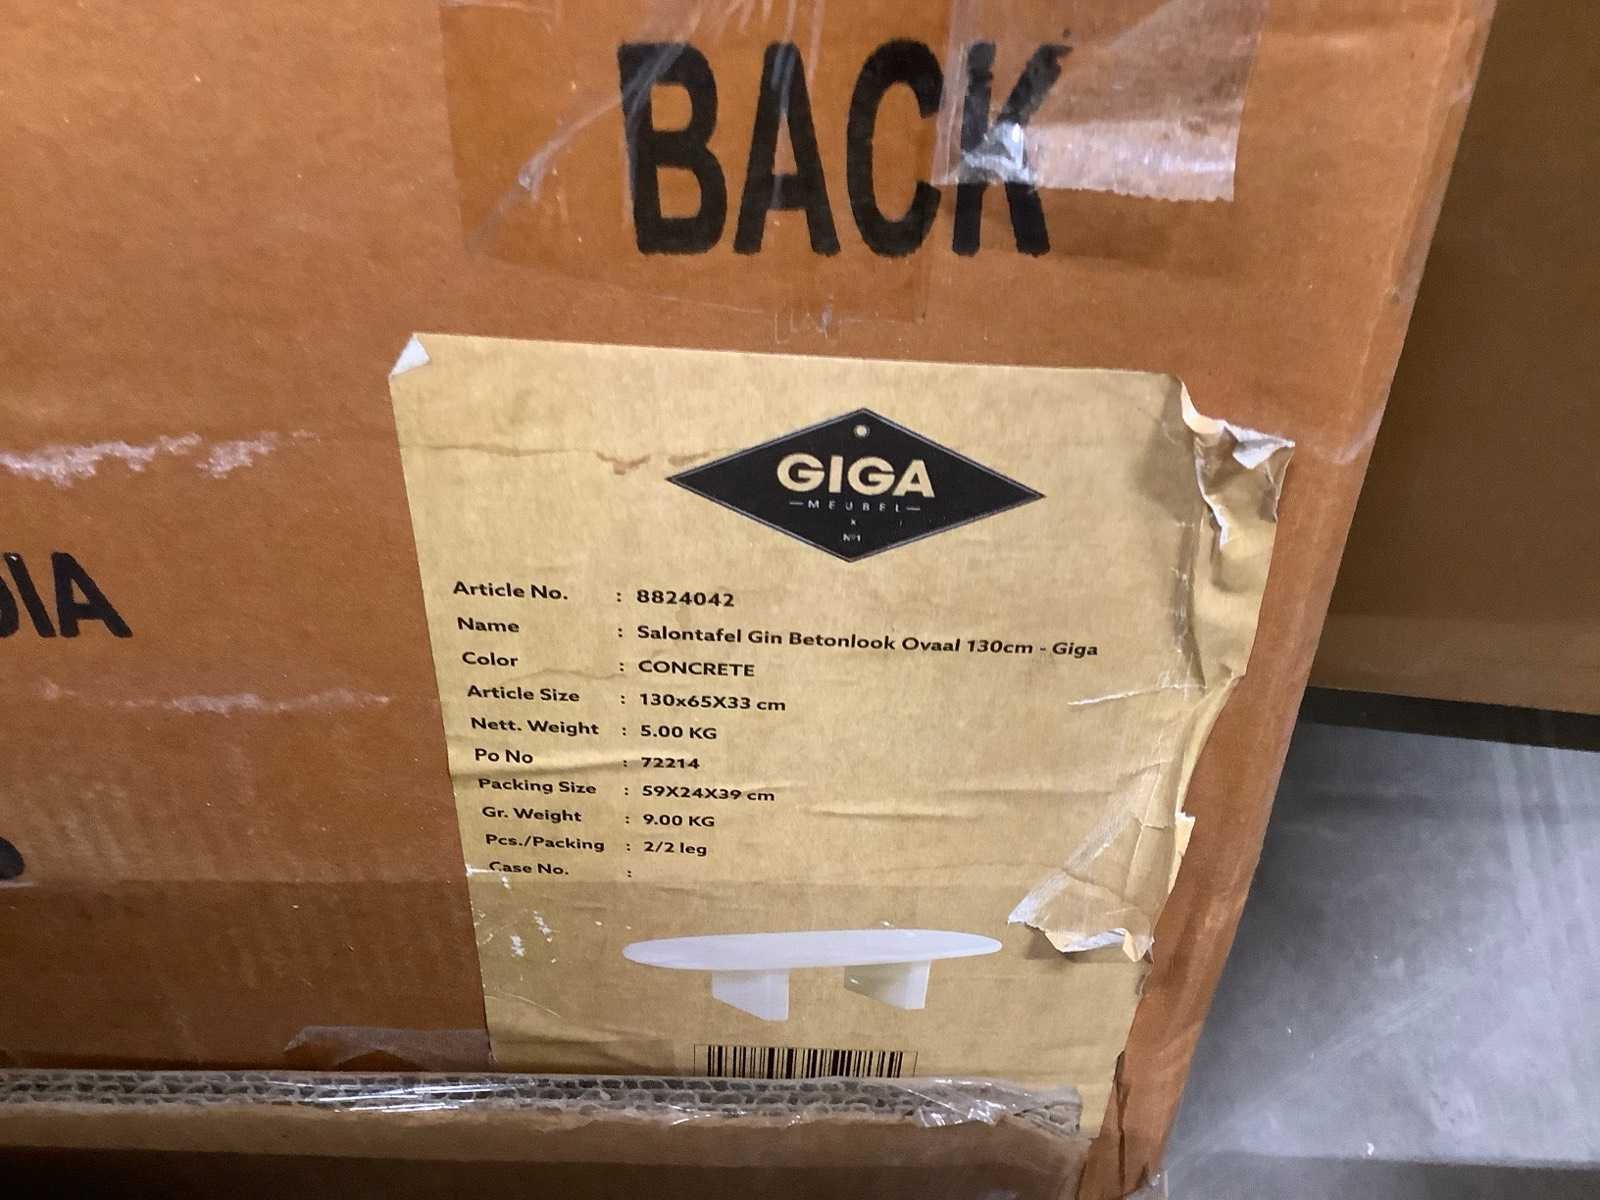 BACK
GIGA
MEUBEL
X
Nº1
Article No. : 8824042
Name : Salontafel Gin Betonlook Ovaal 130cm - Giga
Color : CONCRETE
Article Size : 130x65X33 cm
Nett. Weight : 5.00 KG
Po No : 72214
Packing Size : 59X24X39 cm
Gr. Weight : 9.00 KG
Pcs./Packing : 2/2 leg
Case No. :